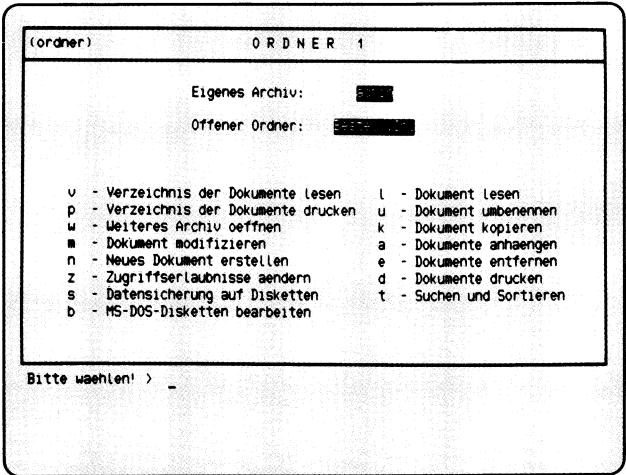 (ordner) O R D N E R 1
Eigenes Archiv:
Offener Ordner:
v - Verzeichnis der Dokumente lesen l - Dokument lesen
p - Verzeichnis der Dokumente drucken u - Dokument umbenennen
w - Weiteres Archiv oeffnen k - Dokument kopieren
m - Dokument modifizieren a - Dokumente anhaengen
n - Neues Dokument erstellen e - Dokumente entfernen
z - Zugriffserlaubnisse aendern d - Dokumente drucken
s - Datensicherung auf Disketten t - Suchen und Sortieren
b - MS-DOS-Disketten bearbeiten
Bitte waehlen! > _